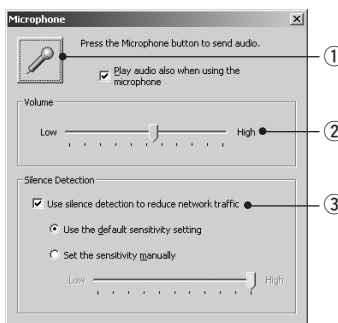 Microphone
Press the Microphone button to send audio.
Play audio also when using the
microphone
①
Volume
Low High
②
Silence Detection
Use silence detection to reduce network traffic
③
Use the default sensitivity setting
Set the sensitivity manually
Low High